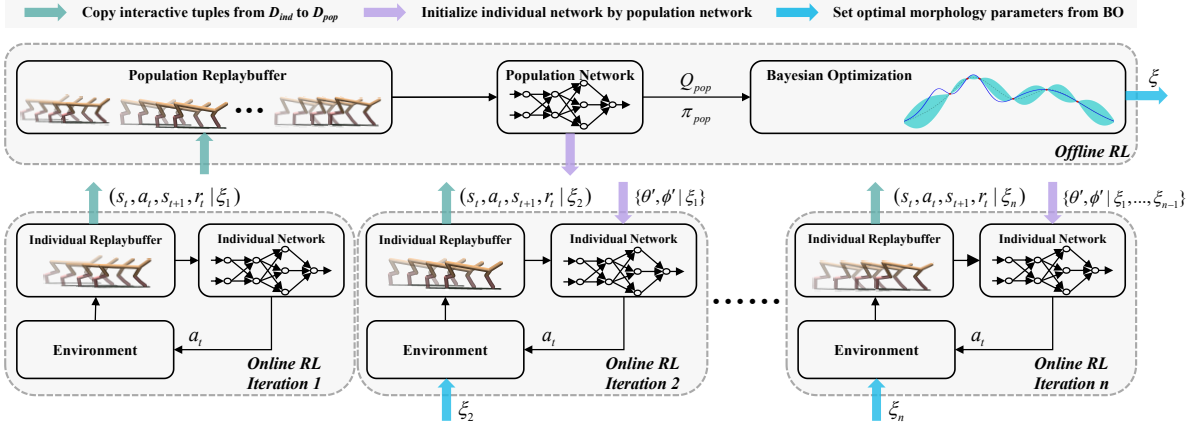 Copy interactive tuples from D_ind to D_pop
Initialize individual network by population network
Set optimal morphology parameters from BO
Population Replaybuffer
Population Network
Q_pop
π_pop
Bayesian Optimization
ξ
Offline RL
(s_t, a_t, s_{t+1}, r_t | ξ_1)
(s_t, a_t, s_{t+1}, r_t | ξ_2)
{θ′, ϕ′ | ξ_1}
(s_t, a_t, s_{t+1}, r_t | ξ_n)
{θ′, ϕ′ | ξ_1,..., ξ_{n−1}}
Individual Replaybuffer
Individual Network
Environment
a_t
Online RL
Iteration 1
Individual Replaybuffer
Individual Network
Environment
a_t
Online RL
Iteration 2
ξ_2
Individual Replaybuffer
Individual Network
Environment
a_t
Online RL
Iteration n
ξ_n